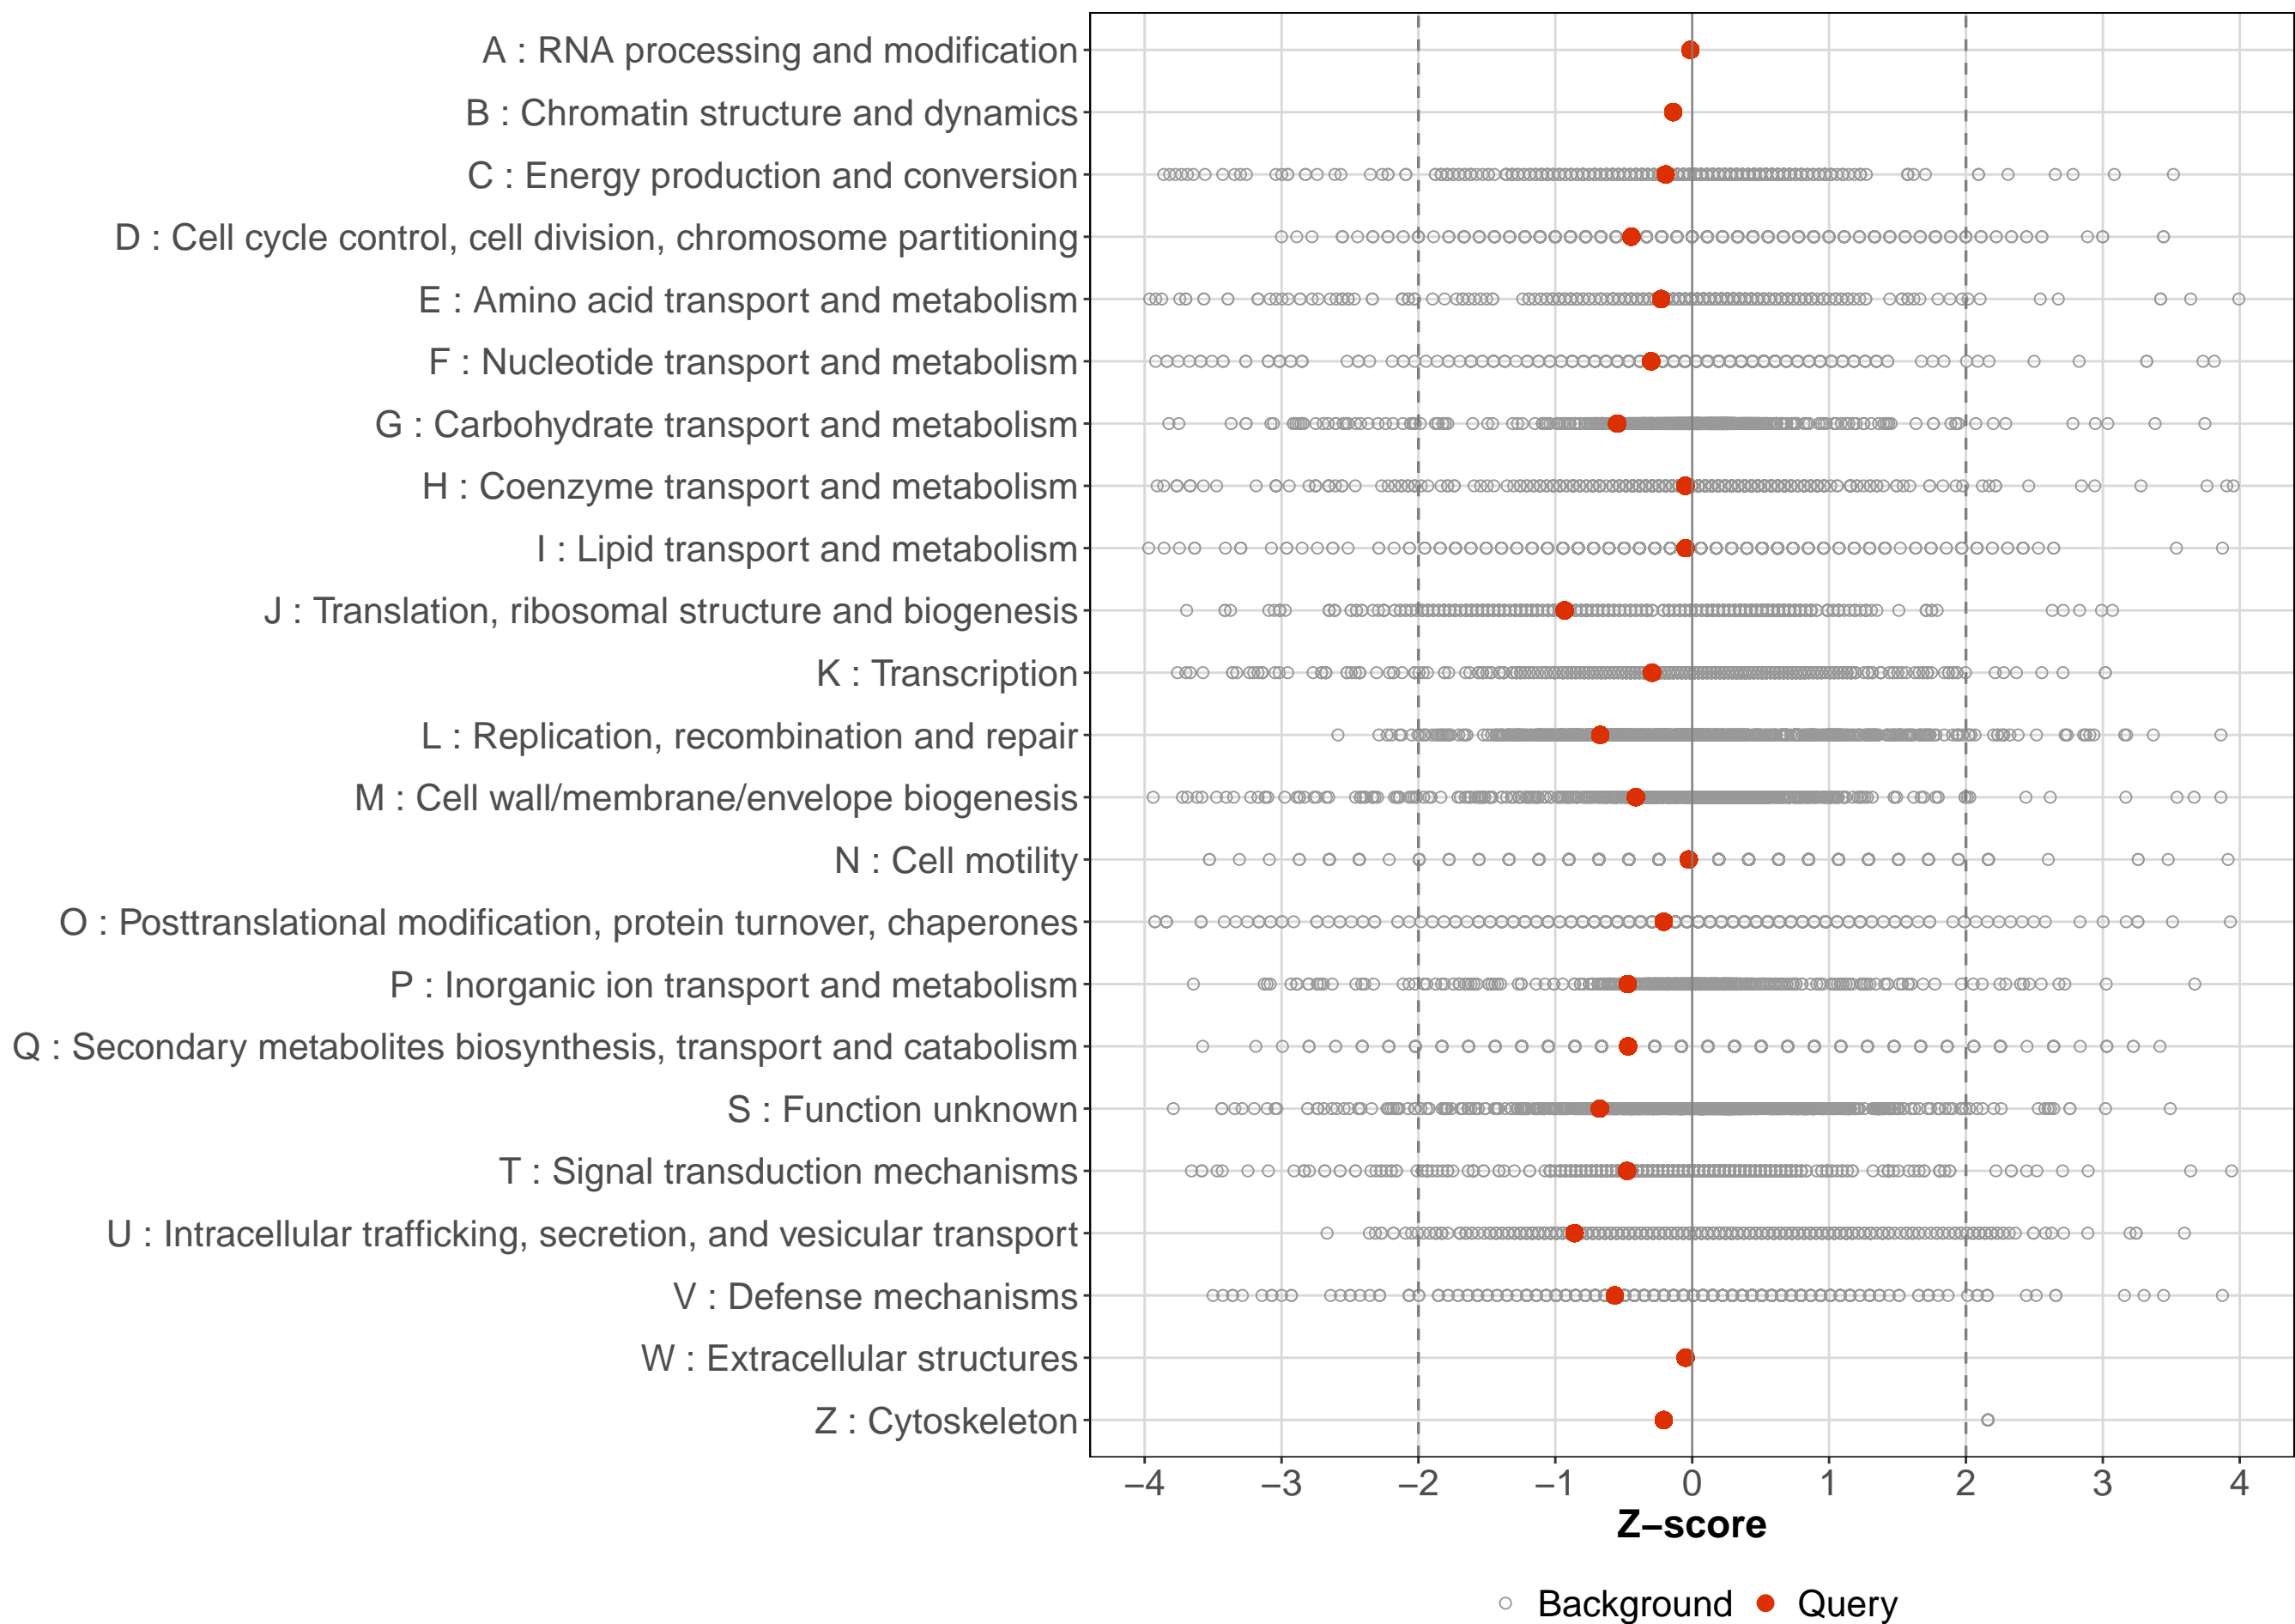 A : RNA processing and modification
B : Chromatin structure and dynamics
C : Energy production and conversion
D : Cell cycle control, cell division, chromosome partitioning
E : Amino acid transport and metabolism
F : Nucleotide transport and metabolism
G : Carbohydrate transport and metabolism
H : Coenzyme transport and metabolism
I : Lipid transport and metabolism
J : Translation, ribosomal structure and biogenesis
K : Transcription
L : Replication, recombination and repair
M : Cell wall/membrane/envelope biogenesis
N : Cell motility
O : Posttranslational modification, protein turnover, chaperones
P : Inorganic ion transport and metabolism
Q : Secondary metabolites biosynthesis, transport and catabolism
S : Function unknown
T : Signal transduction mechanisms
U : Intracellular trafficking, secretion, and vesicular transport
V : Defense mechanisms
W : Extracellular structures
Z : Cytoskeleton
−4 −3 −2 −1 0 1 2 3 4
Z−score
Background Query